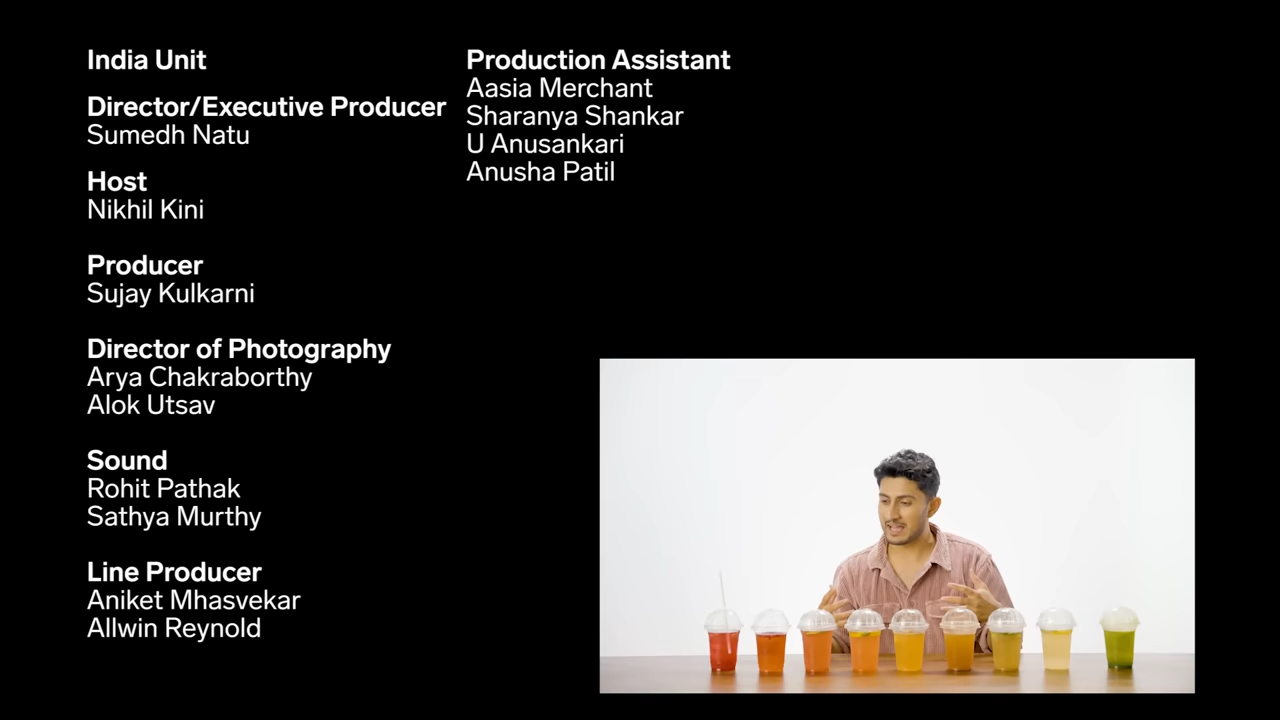 India Unit
Director/Executive Producer
Sumedh Natu
Host
Nikhil Kini
Producer
Sujay Kulkarni
Director of Photography
Arya Chakraborthy
Alok Utsav
Sound
Rohit Pathak
Sathya Murthy
Line Producer
Aniket Mhasvekar
Allwin Reynold
Production Assistant
Aasia Merchant
Sharanya Shankar
U Anusankari
Anusha Patil